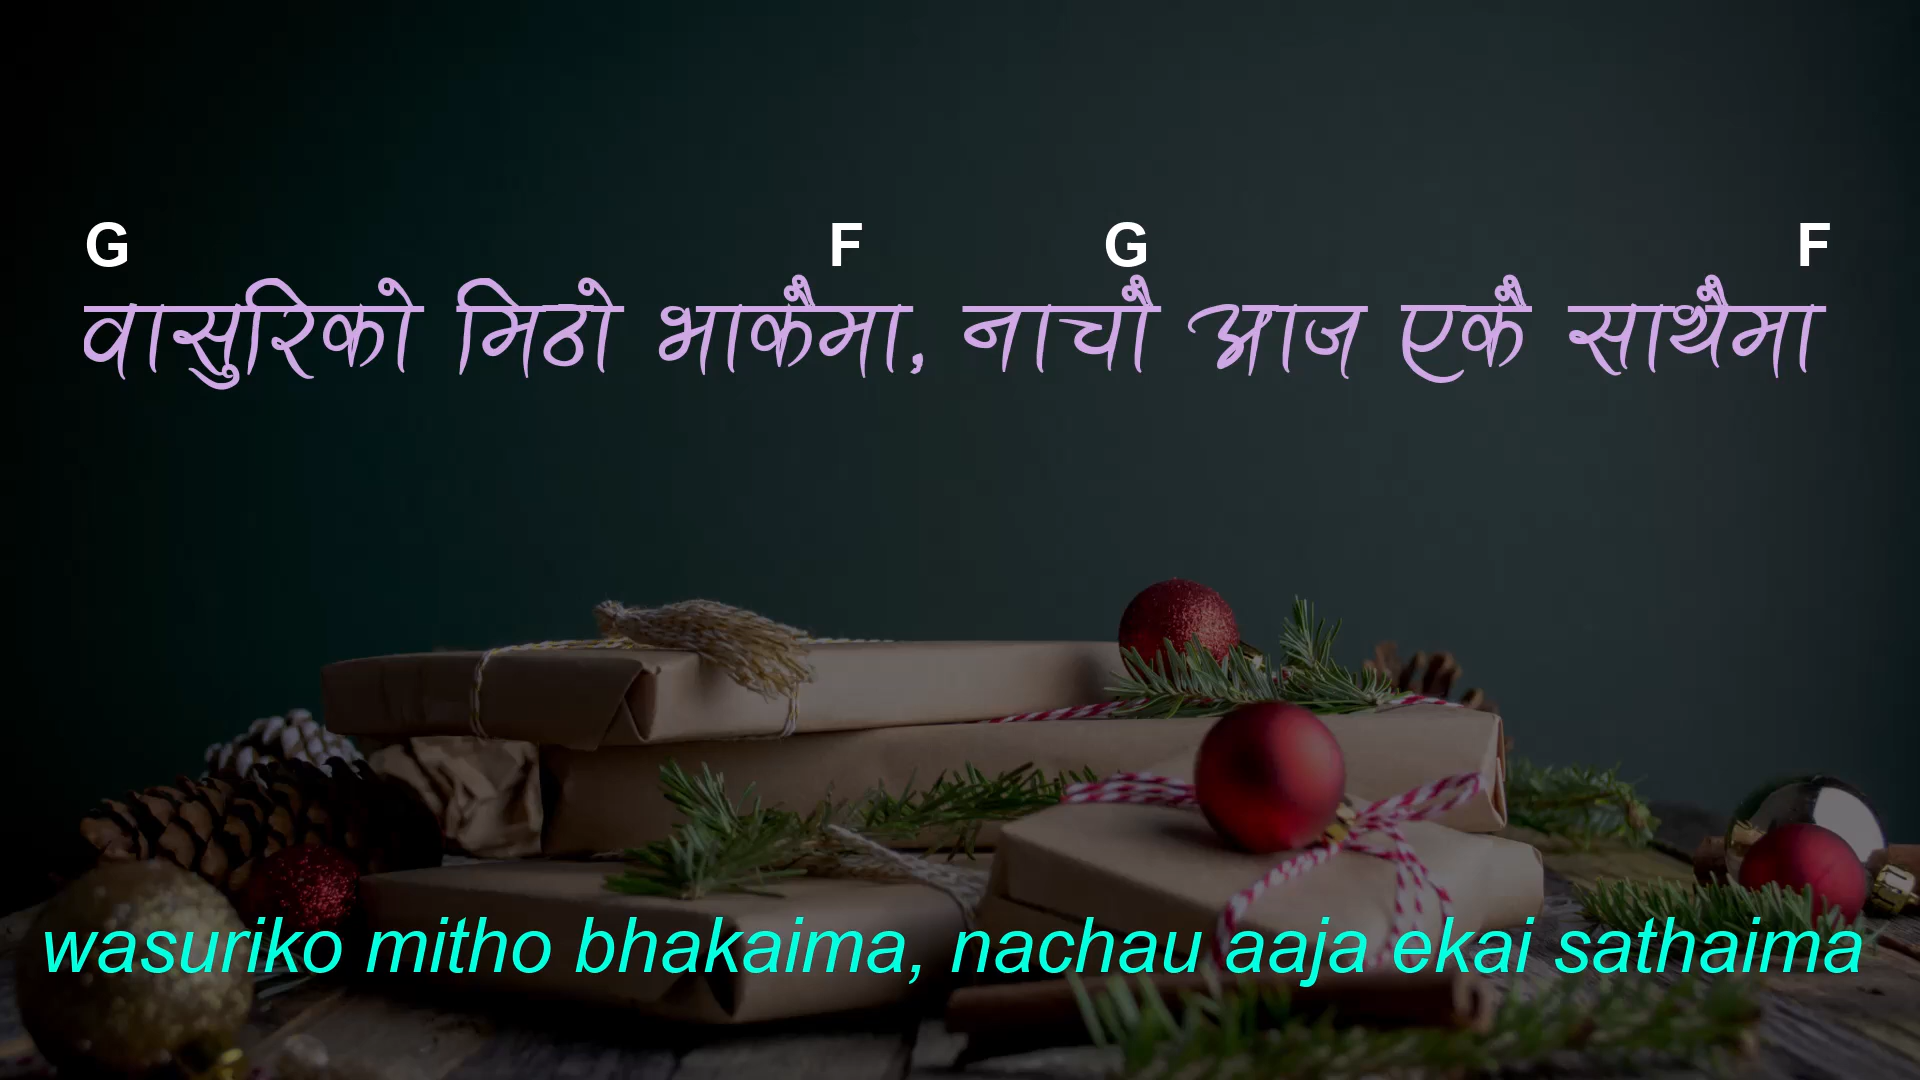 G F G F
वासुरिको मिठो भाकैमा, नाचौ आज एकै साथैमा
wasuriko mitho bhakaima, nachau aaja ekai sathaima